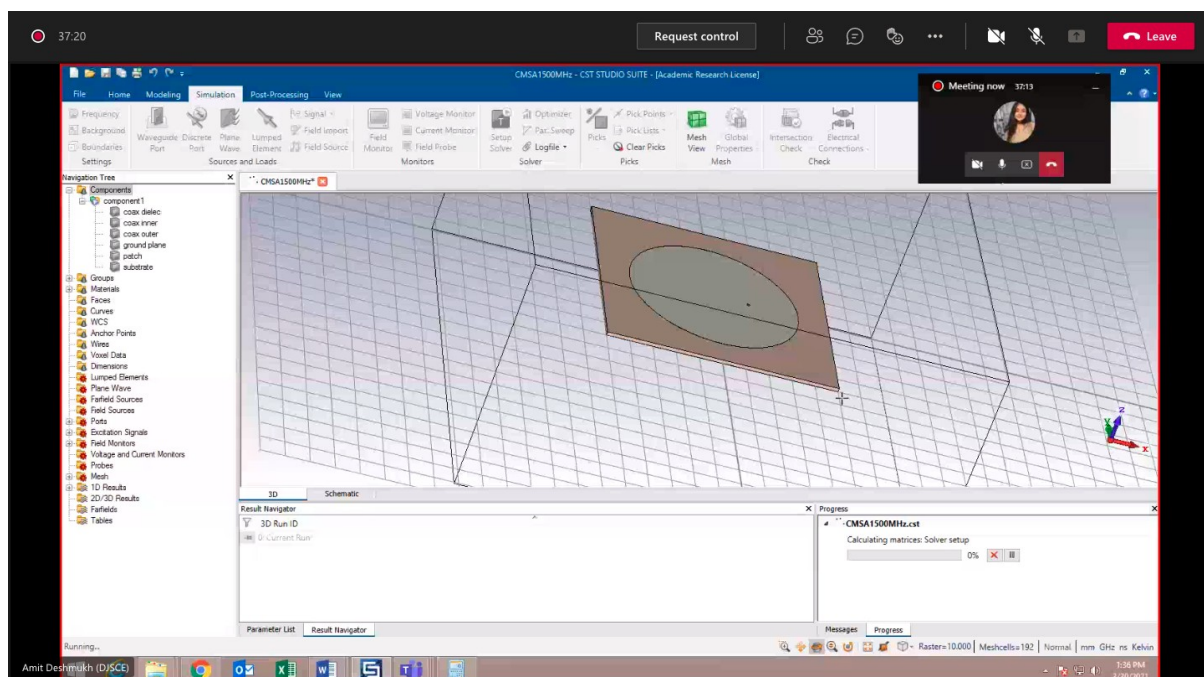 37:20
Request control
Leave
CMSA1500MHz - CST STUDIO SUITE - [Academic Research License]
File Home Modeling Simulation Post-Processing View
Meeting now 37:13
Frequency
Background
Boundaries
Settings
Waveguide Port
Discrete Port
Plane Wave
Lumped Element
Signal
Field Import
Field Source
Sources and Loads
Field Monitor
Voltage Monitor
Current Monitor
Field Probe
Monitors
Setup Solver
Optimizer
Par. Sweep
Logfile
Solver
Picks
Pick Points
Pick Lists
Clear Picks
Picks
Mesh View
Global Properties
Mesh
Intersection Check
Electrical Connections
Check
Navigation Tree
CMSA1500MHz*
Components
component1
coax dielec
coax inner
coax outer
ground plane
patch
substrate
Groups
Materials
Faces
Curves
WCS
Anchor Points
Wires
Voxel Data
Dimensions
Lumped Elements
Plane Wave
Farfield Sources
Field Sources
Ports
Excitation Signals
Field Monitors
Voltage and Current Monitors
Probes
Mesh
1D Results
2D/3D Results
Farfields
Tables
z
y
x
3D Schematic
Result Navigator
3D Run ID
0: Current Run
Progress
CMSA1500MHz.cst
Calculating matrices: Solver setup
0%
Parameter List Result Navigator
Messages Progress
Running...
Raster=10.000 Meshcells=192 Normal mm GHz ns Kelvin
Amit Deshmukh (DJSCE)
1:36 PM